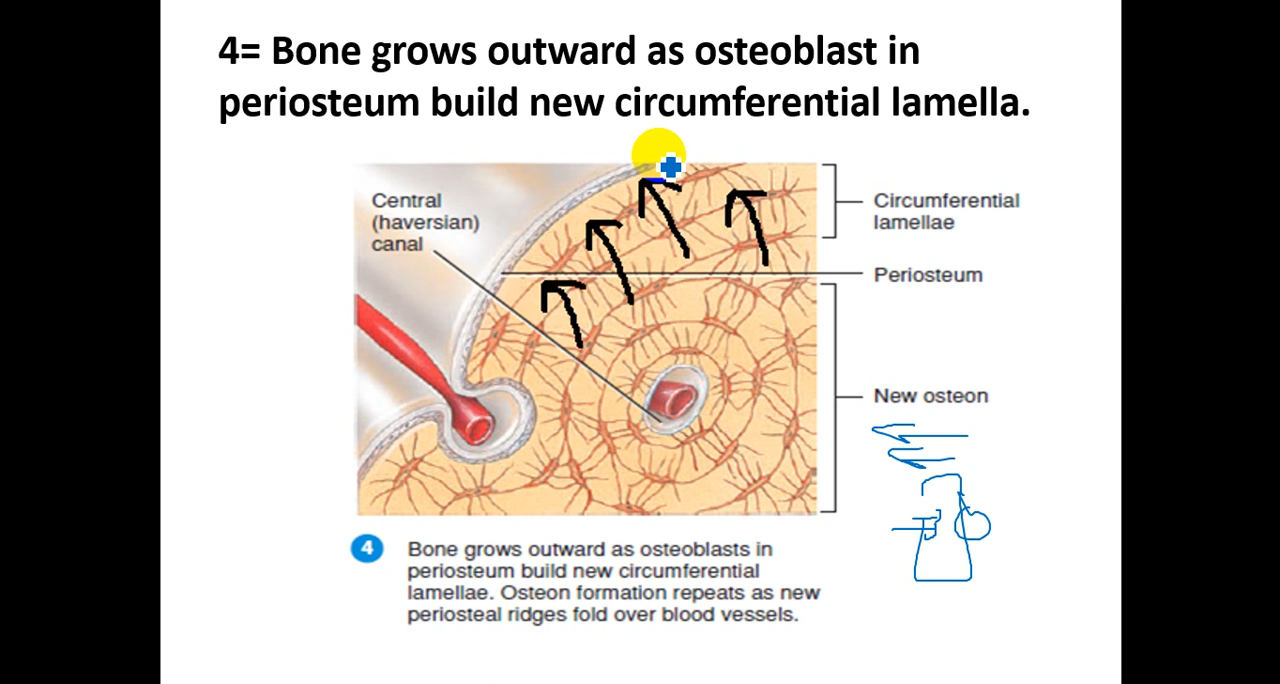 4= Bone grows outward as osteoblast in
periosteum build new circumferential lamella.
Central
(haversian)
canal
Circumferential
lamellae
Periosteum
New osteon
4
Bone grows outward as osteoblasts in
periosteum build new circumferential
lamellae. Osteon formation repeats as new
periosteal ridges fold over blood vessels.